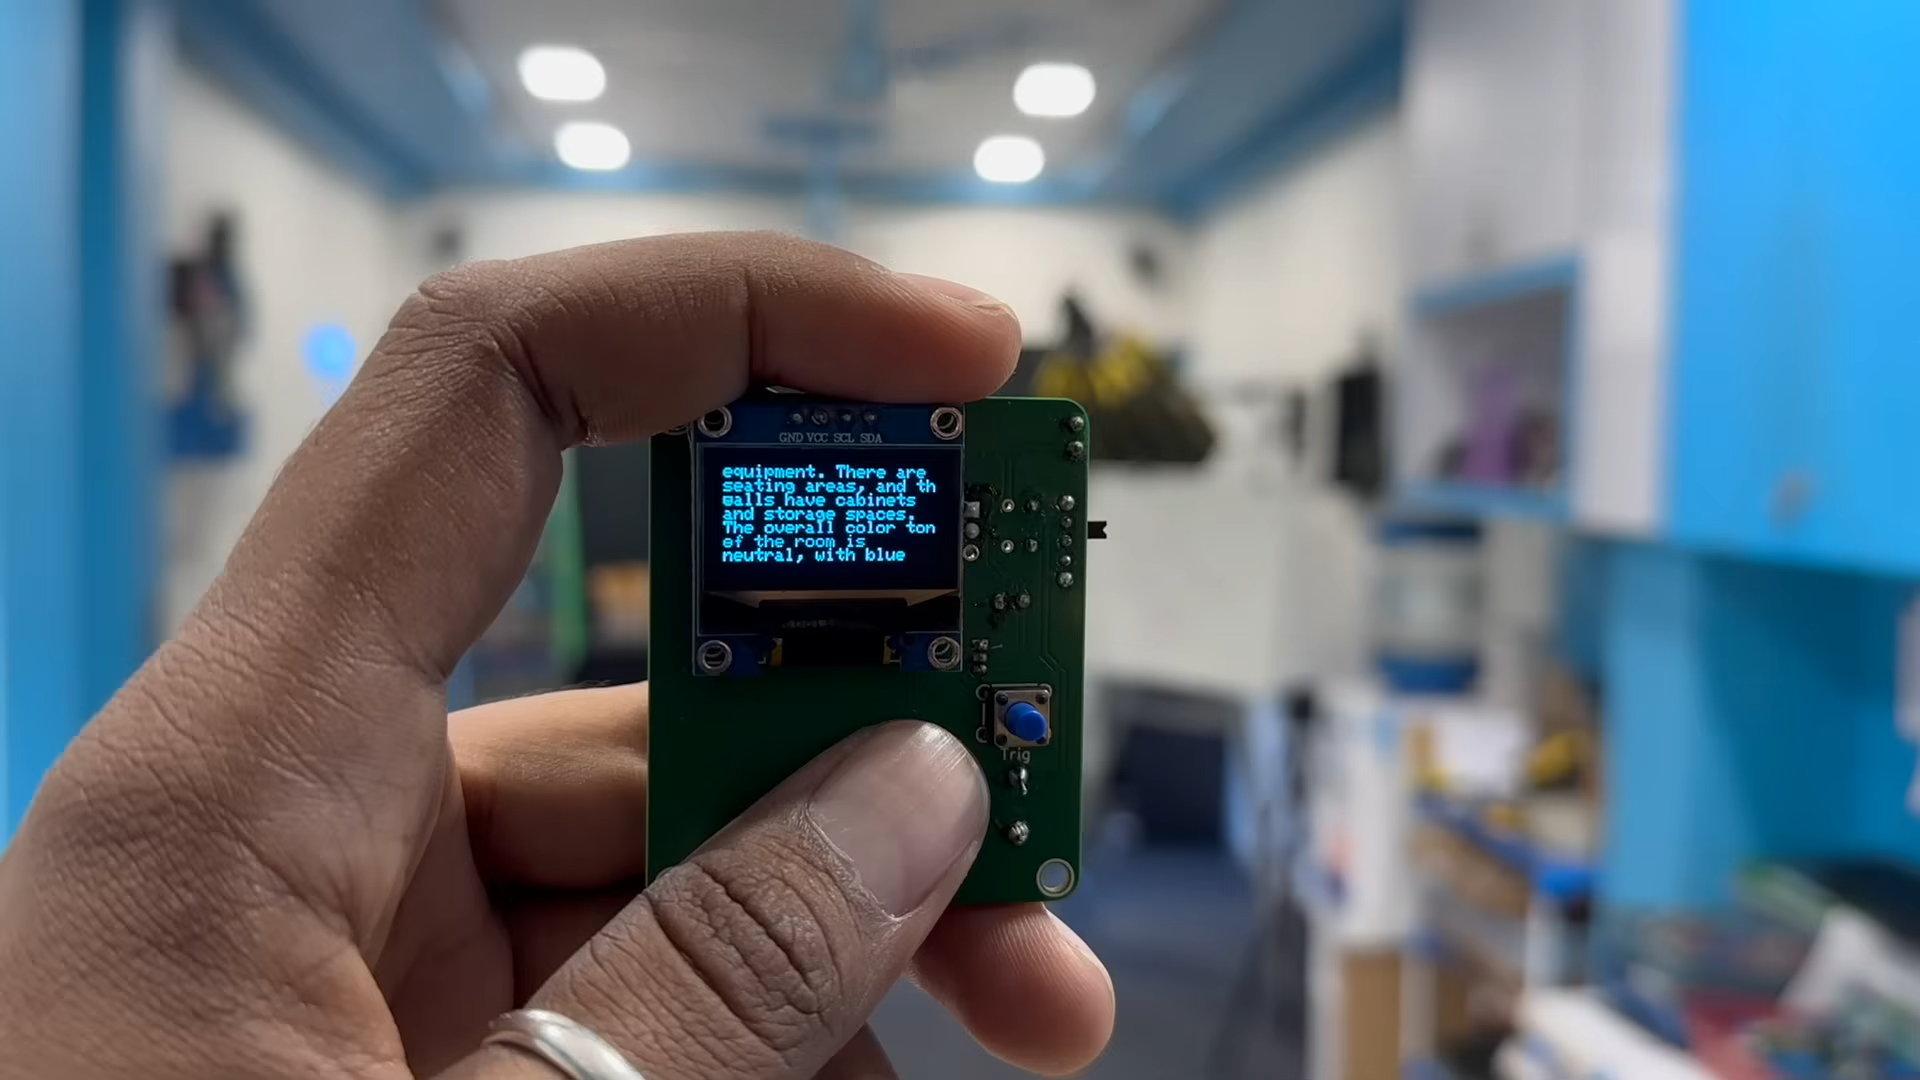 GND VCC SCL SDA
equipment. There are
seating areas, and th
walls have cabinets
and storage spaces.
The overall color ton
of the room is
neutral, with blue
Trig